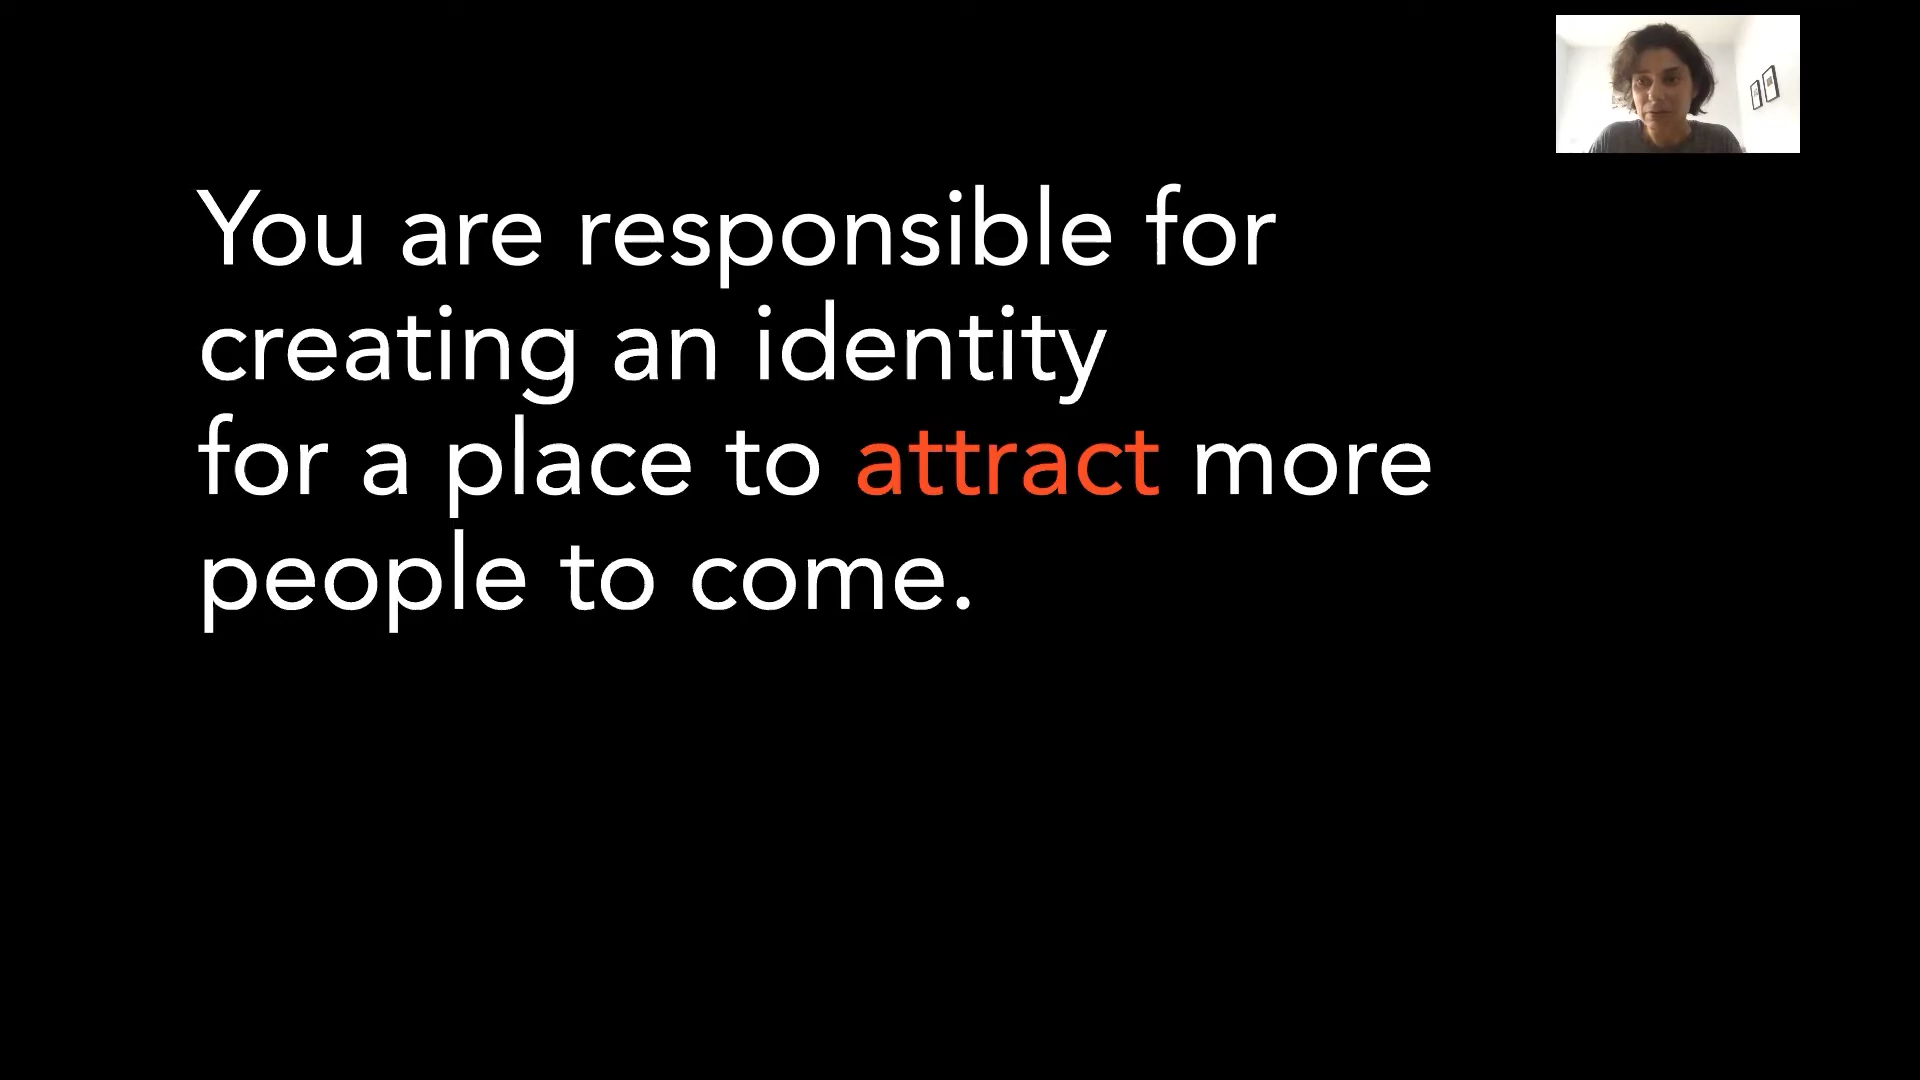 You are responsible for
creating an identity
for a place to attract more
people to come.